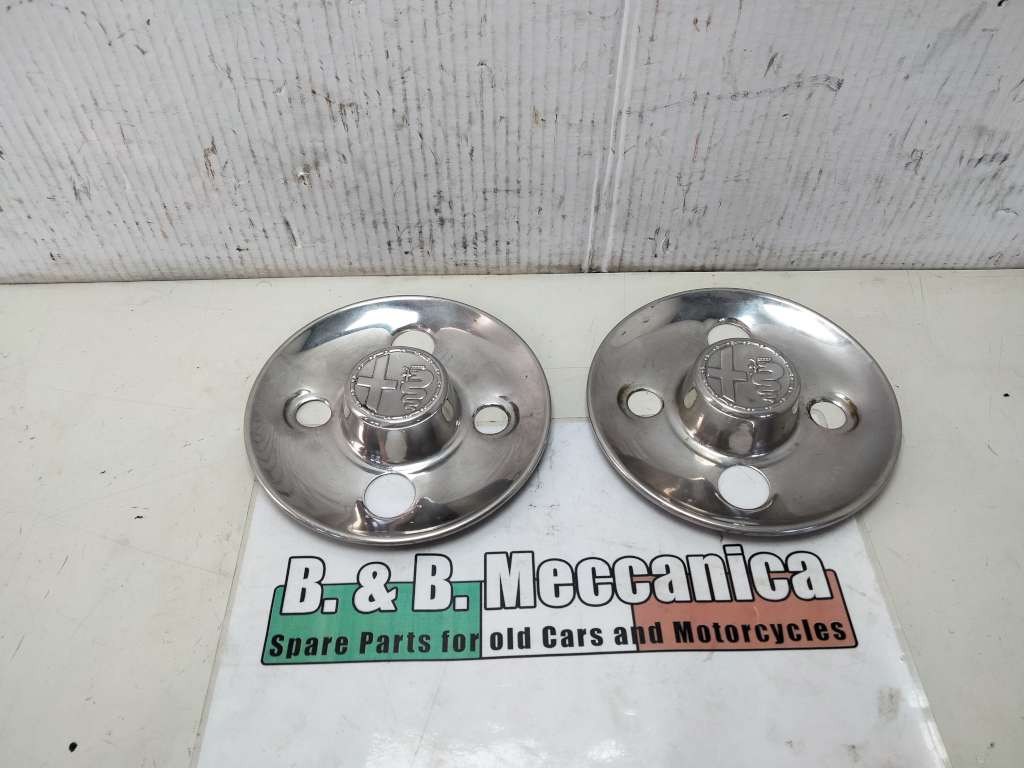 B. & B. Meccanica
Spare Parts for old Cars and Motorcycles